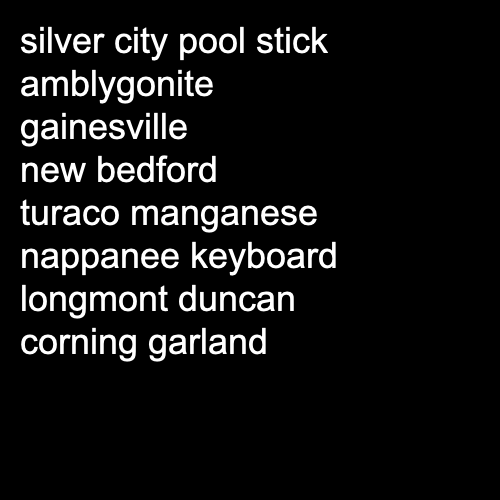 silver city pool stick
amblygonite
gainesville
new bedford
turaco manganese
nappanee keyboard
longmont duncan
corning garland